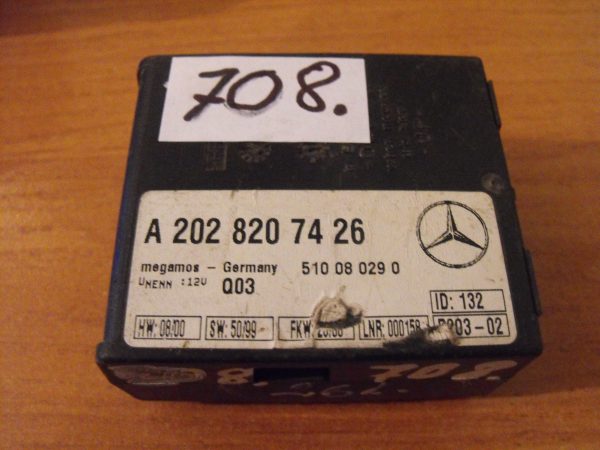 708.
A 202 820 74 26
megamos - Germany 510 08 029 0
UNENN :12V Q03
ID: 132
HW: 08/00 SW: 50/99 LNR: 000158
8. 708.